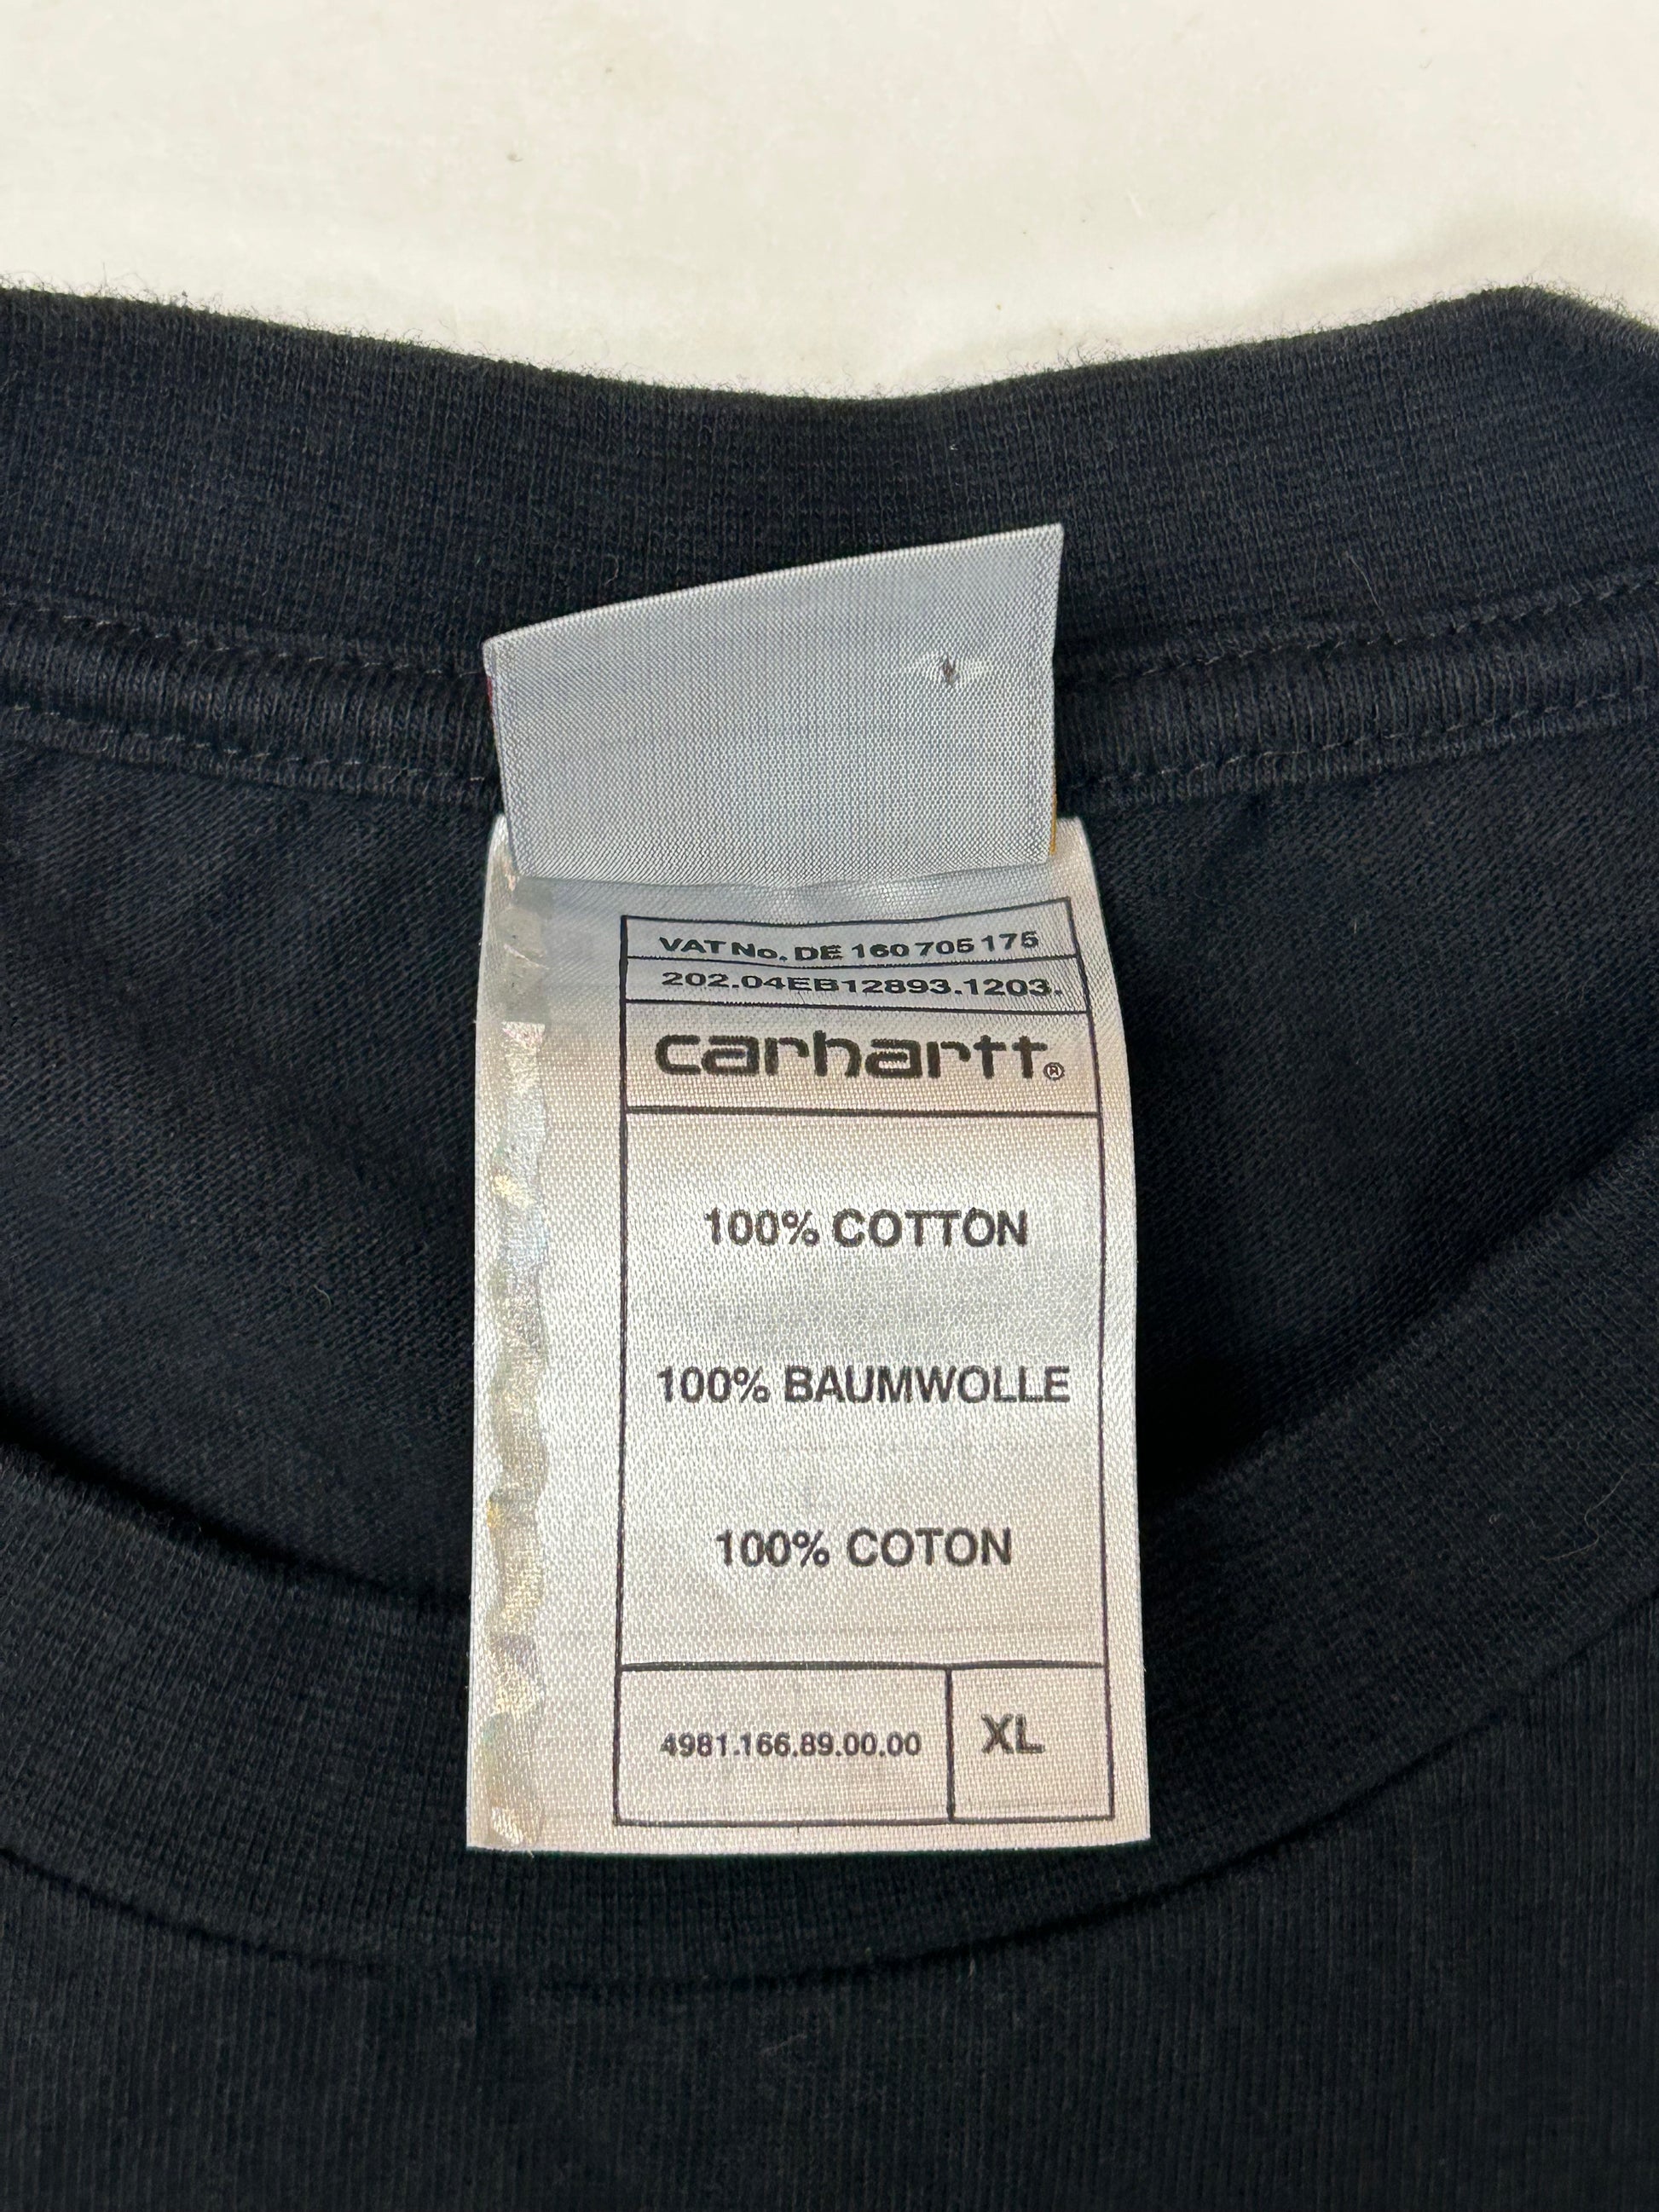 VAT No. DE 160 705 175
202.04EB12893.1203.
carhartt®
100% COTTON
100% BAUMWOLLE
100% COTON
4981.166.89.00.00 XL